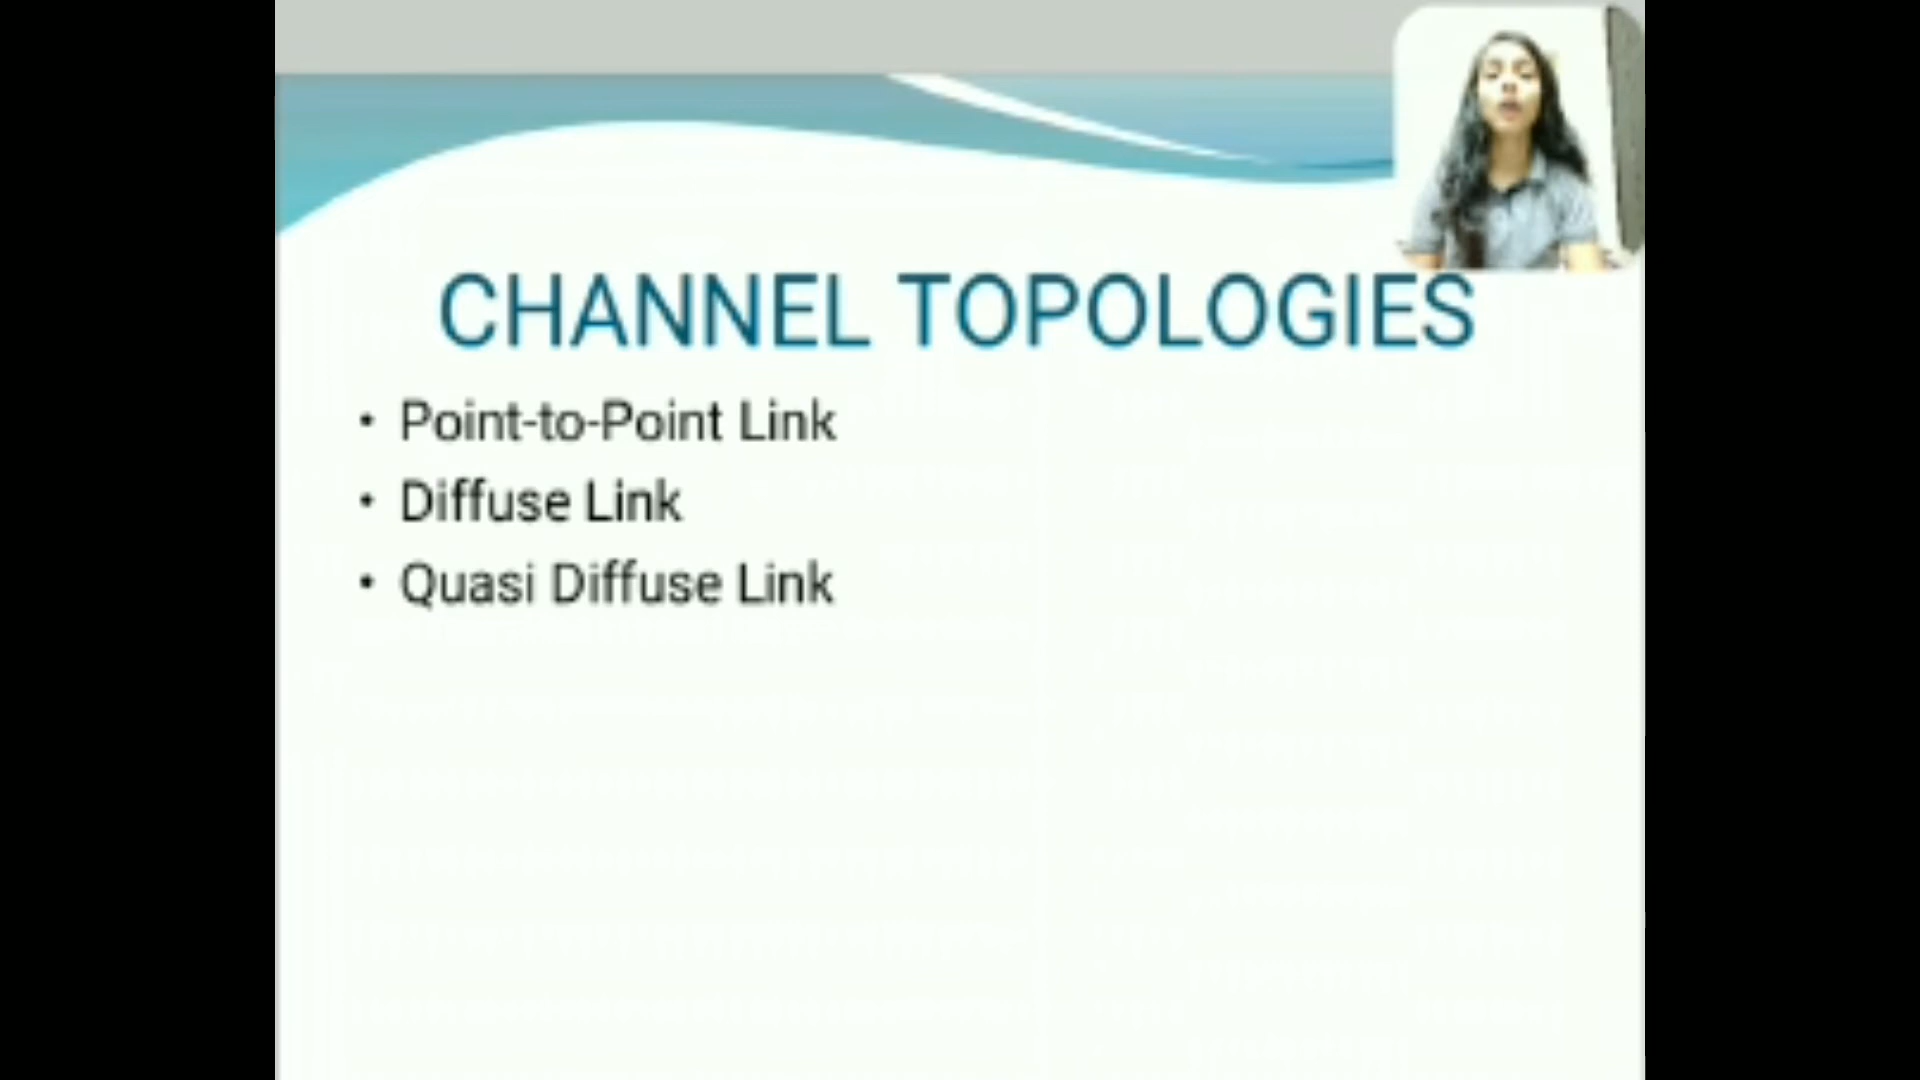 CHANNEL TOPOLOGIES
• Point-to-Point Link
• Diffuse Link
• Quasi Diffuse Link